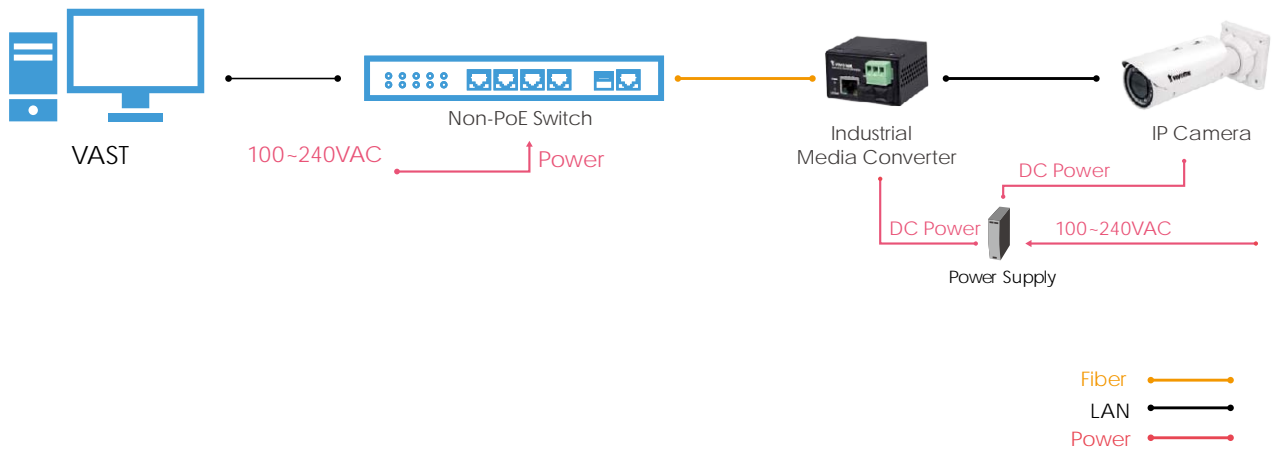 Non-PoE Switch
VAST
100~240VAC
Power
Industrial
Media Converter
IP Camera
DC Power
DC Power
100~240VAC
Power Supply
Fiber
LAN
Power